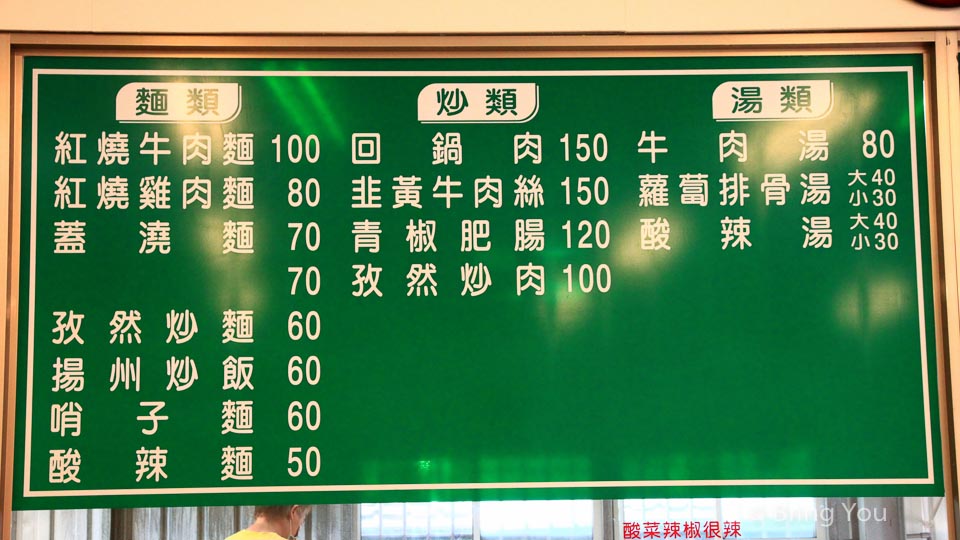 麵類
紅燒牛肉麵 100
紅燒雞肉麵 80
蓋澆麵 70
70
孜然炒麵 60
揚州炒飯 60
哨子麵 60
酸辣麵 50
炒類
回鍋肉 150
韭黃牛肉絲 150
青椒肥腸 120
孜然炒肉 100
湯類
牛肉湯 80
蘿蔔排骨湯 大40 小30
酸辣湯 大40 小30
酸菜辣椒很辣
Bring You